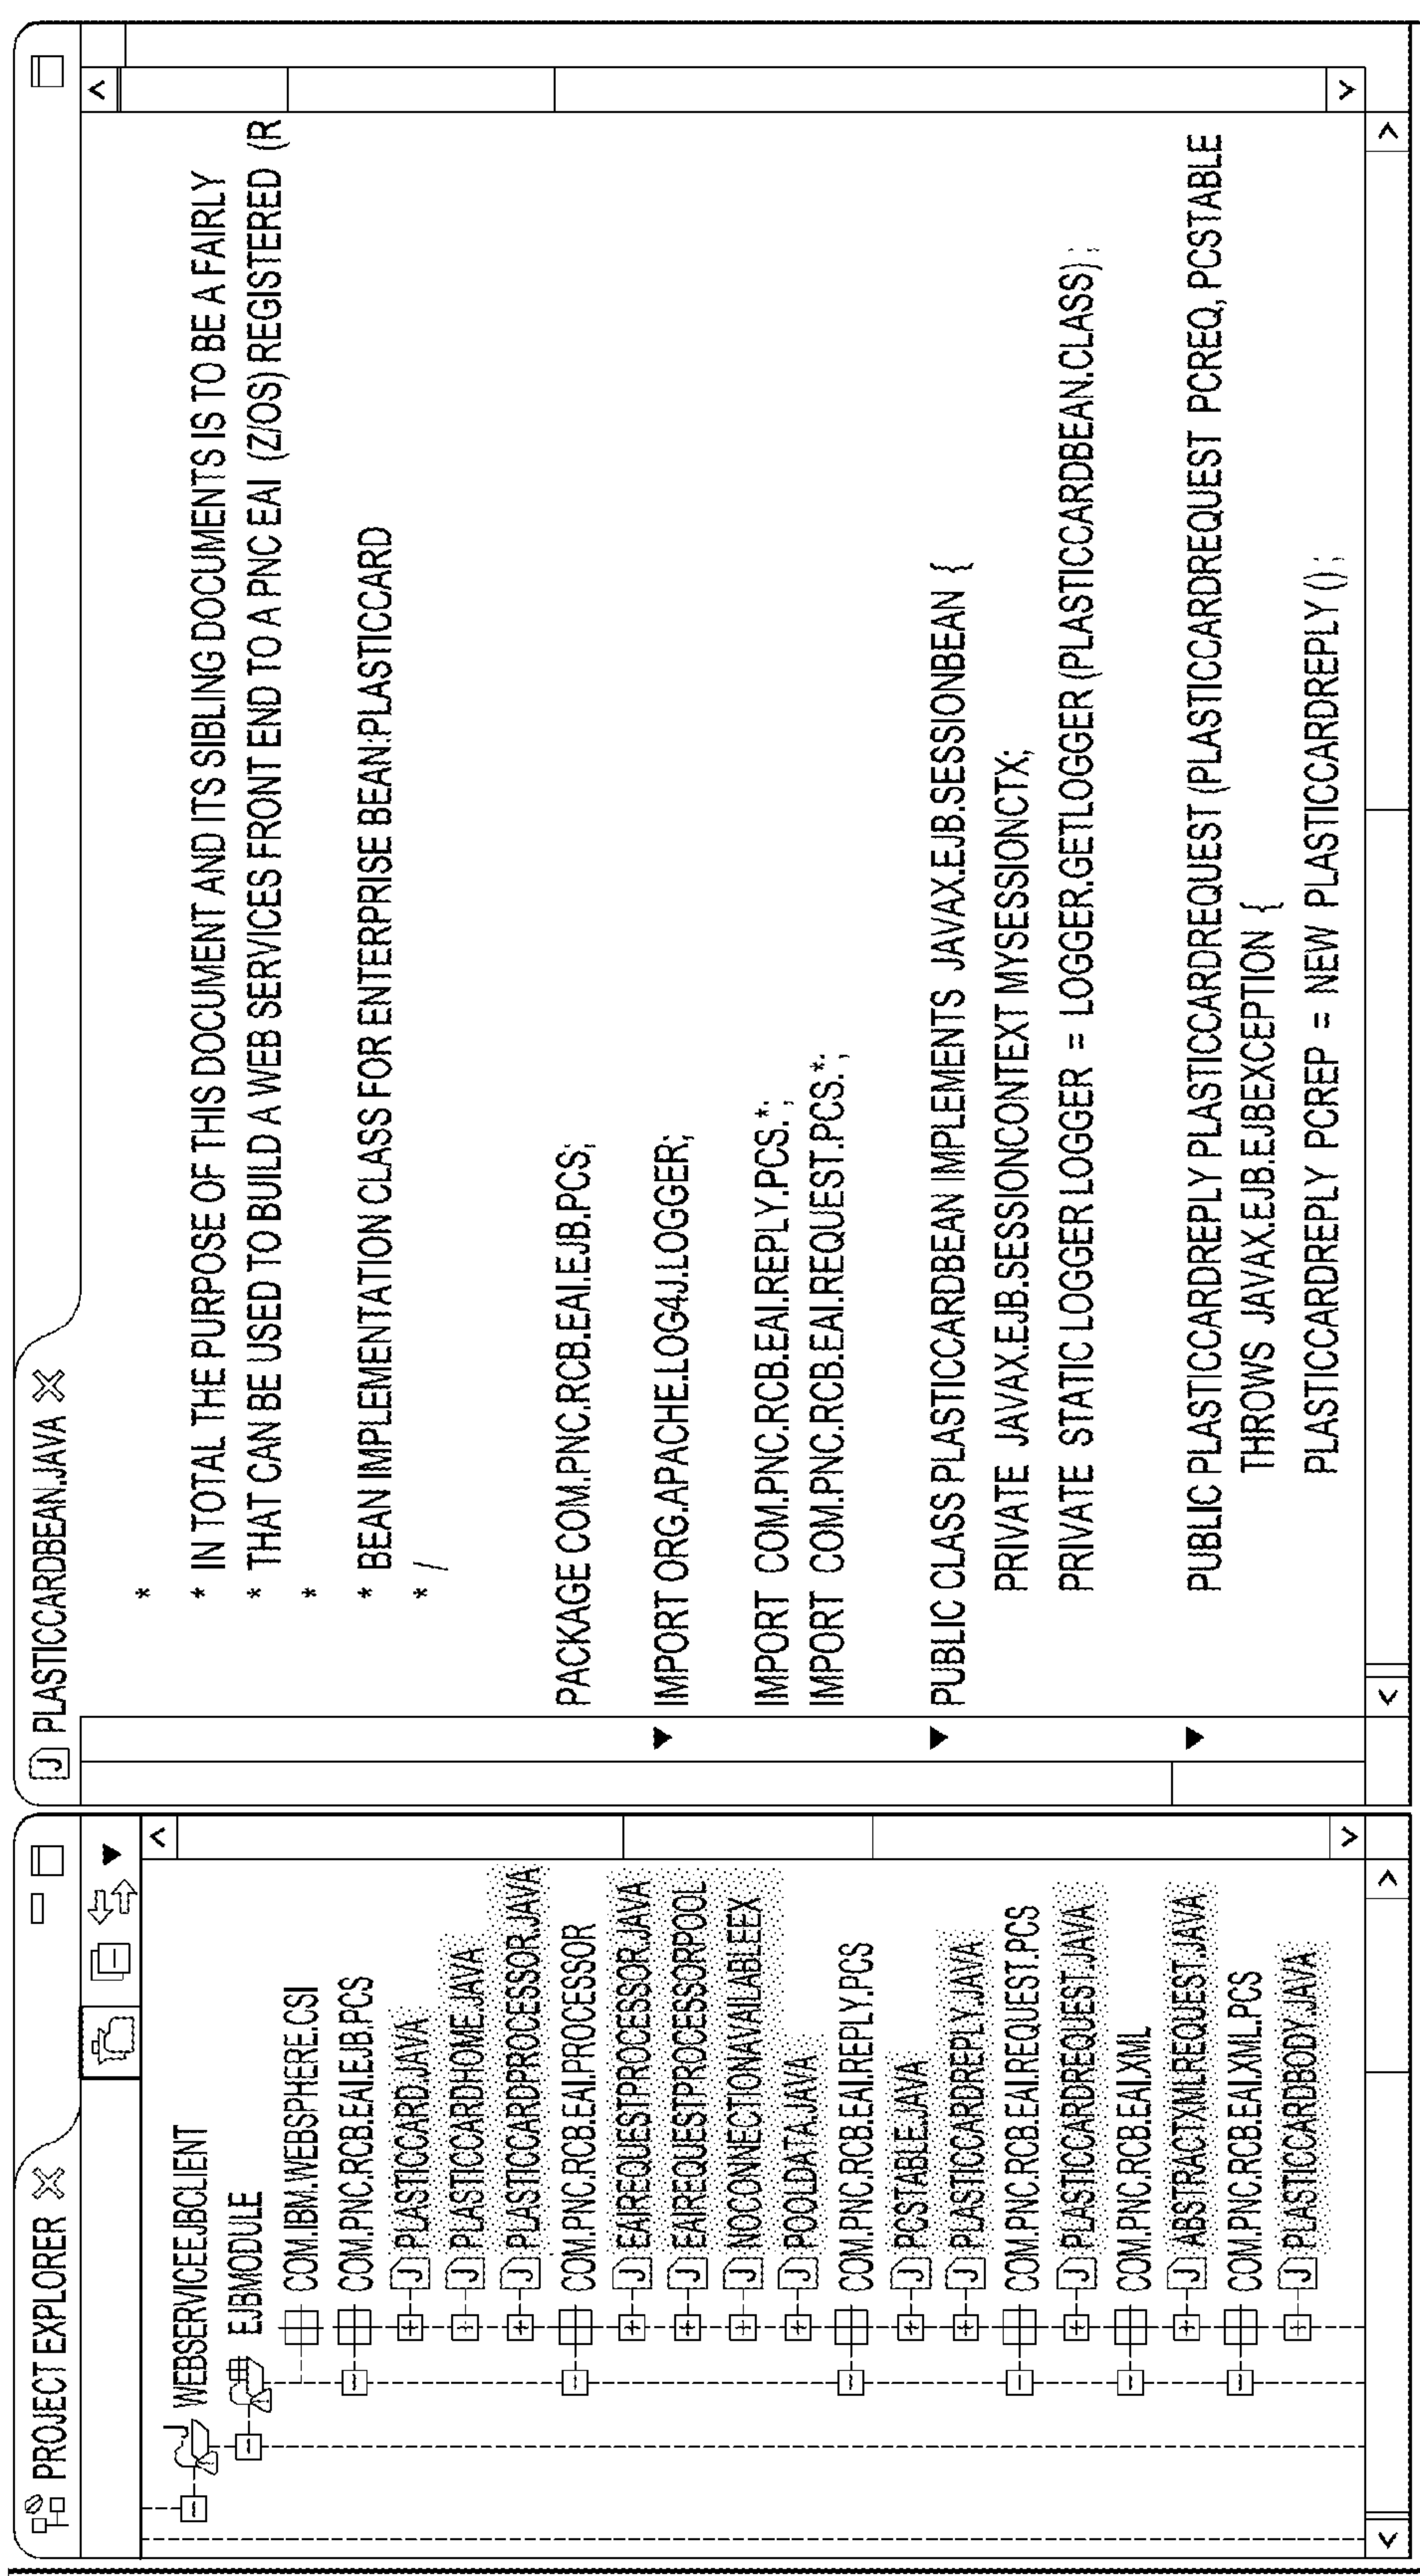 PROJECT EXPLORER
WEBSERVICEEJBCLIENT
EJBMODULE
COM.IBM.WEBSPHERE.CSI
COM.PNC.RCB.EAI.EJB.PCS
J PLASTICCARD.JAVA
J PLASTICCARDHOME.JAVA
J PLASTICCARDPROCESSOR.JAVA
COM.PNC.RCB.EAI.PROCESSOR
J EAIREQUESTPROCESSOR.JAVA
J EAIREQUESTPROCESSORPOOL
J NOCONNECTIONAVAILABLEEX
J POOLDATA.JAVA
COM.PNC.RCB.EAI.REPLY.PCS
J PCSTABLE.JAVA
J PLASTICCARDREPLY.JAVA
COM.PNC.RCB.EAI.REQUEST.PCS
J PLASTICCARDREQUEST.JAVA
COM.PNC.RCB.EAI.XML
J ABSTRACTXMLREQUEST.JAVA
COM.PNC.RCB.EAI.XML.PCS
J PLASTICCARDBODY.JAVA
J PLASTICCARDBEAN.JAVA
*
* IN TOTAL THE PURPOSE OF THIS DOCUMENT AND ITS SIBLING DOCUMENTS IS TO BE A FAIRLY
* THAT CAN BE USED TO BUILD A WEB SERVICES FRONT END TO A PNC EAI (Z/OS) REGISTERED (R
*
* BEAN IMPLEMENTATION CLASS FOR ENTERPRISE BEAN:PLASTICCARD
* /
PACKAGE COM.PNC.RCB.EAI.EJB.PCS;
IMPORT ORG.APACHE.LOG4J.LOGGER;
IMPORT COM.PNC.RCB.EAI.REPLY.PCS.*;
IMPORT COM.PNC.RCB.EAI.REQUEST.PCS.*;
PUBLIC CLASS PLASTICCARDBEAN IMPLEMENTS JAVAX.EJB.SESSIONBEAN {
PRIVATE JAVAX.EJB.SESSIONCONTEXT MYSESSIONCTX;
PRIVATE STATIC LOGGER LOGGER = LOGGER.GETLOGGER (PLASTICCARDBEAN.CLASS);
PUBLIC PLASTICCARDREPLY PLASTICCARDREQUEST (PLASTICCARDREQUEST PCREQ, PCSTABLE
THROWS JAVAX.EJB.EJBEXCEPTION {
PLASTICCARDREPLY PCREP = NEW PLASTICCARDREPLY ();